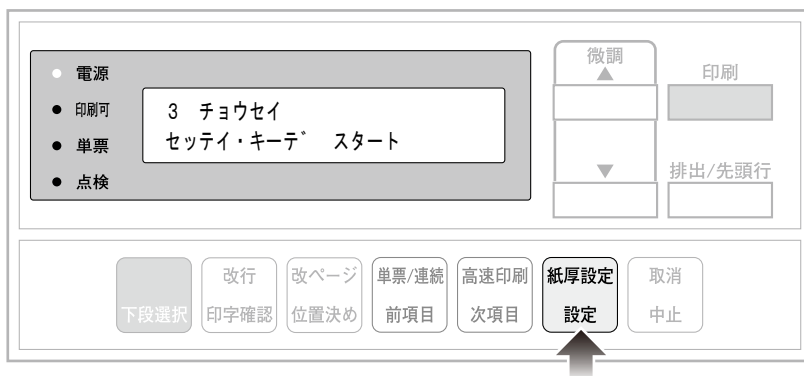 電源
印刷可
単票
点検
3 チョウセイ
セッテイ・キーデ゛ スタート
微調
▲
▼
印刷
排出/先頭行
下段選択
改行
印字確認
改ページ
位置決め
単票/連続
前項目
高速印刷
次項目
紙厚設定
設定
取消
中止